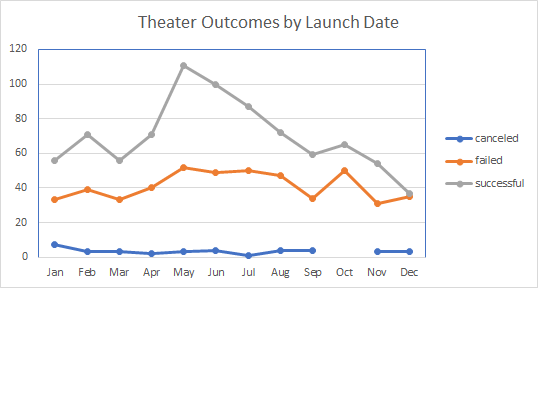 Theater Outcomes by Launch Date
120
100
80
60
40
20
0
Jan Feb Mar Apr May Jun Jul Aug Sep Oct Nov Dec
canceled
failed
successful